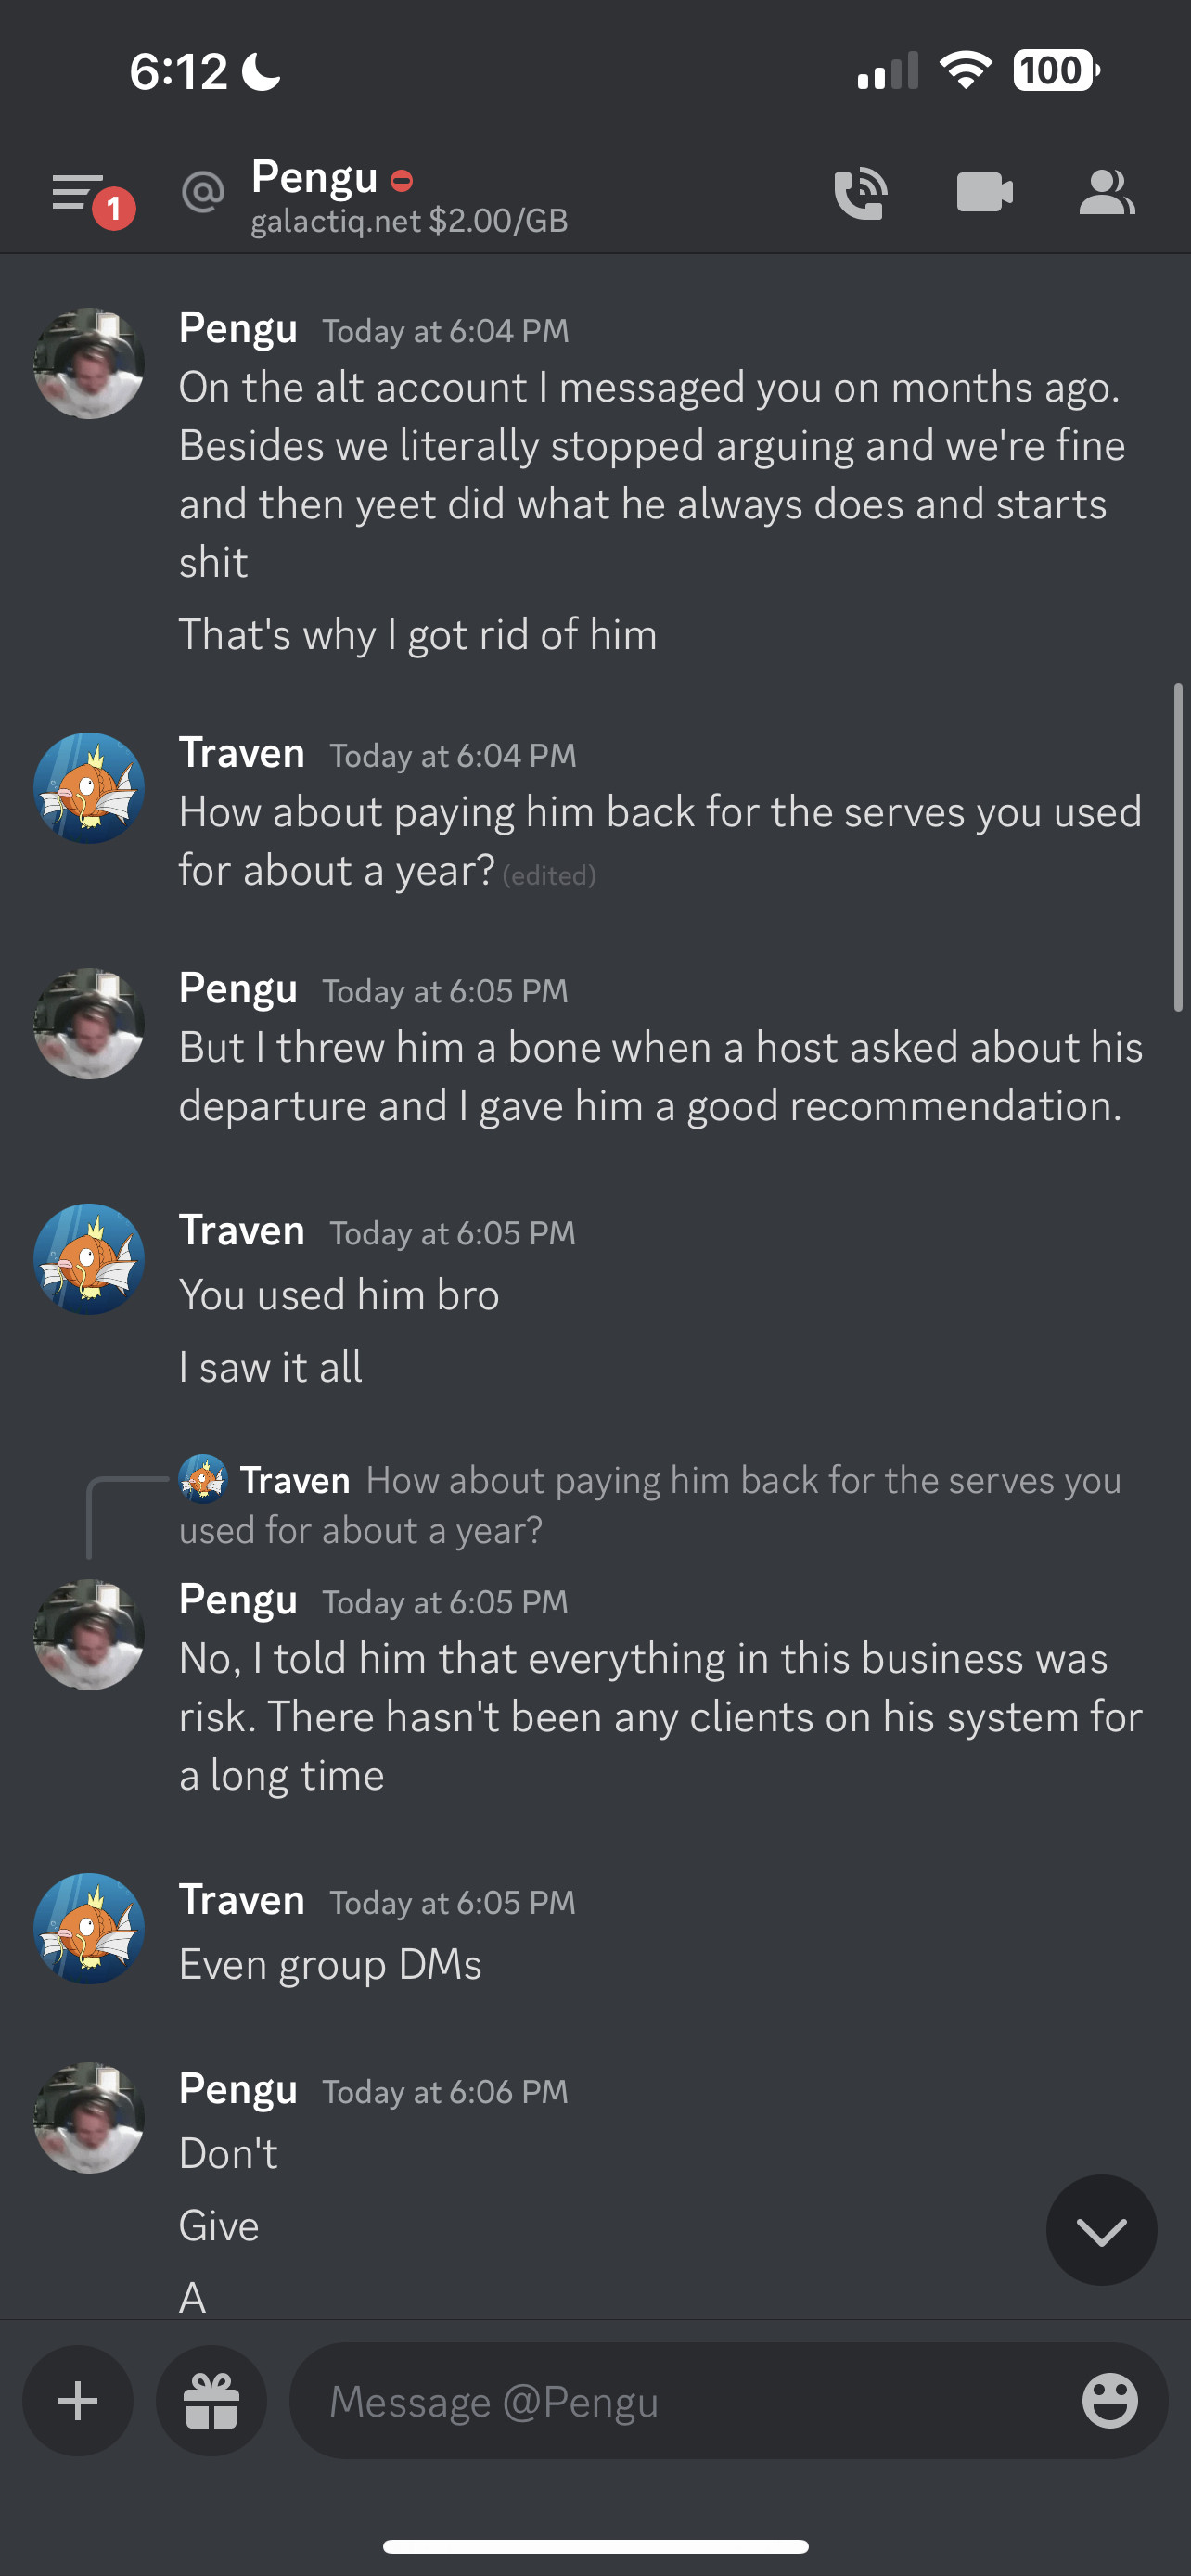 6:12
100
1
@ Pengu
galactiq.net $2.00/GB
Pengu Today at 6:04 PM
On the alt account I messaged you on months ago.
Besides we literally stopped arguing and we're fine
and then yeet did what he always does and starts
shit
That's why I got rid of him
Traven Today at 6:04 PM
How about paying him back for the serves you used
for about a year? (edited)
Pengu Today at 6:05 PM
But I threw him a bone when a host asked about his
departure and I gave him a good recommendation.
Traven Today at 6:05 PM
You used him bro
I saw it all
Traven How about paying him back for the serves you
used for about a year?
Pengu Today at 6:05 PM
No, I told him that everything in this business was
risk. There hasn't been any clients on his system for
a long time
Traven Today at 6:05 PM
Even group DMs
Pengu Today at 6:06 PM
Don't
Give
A
Message @Pengu